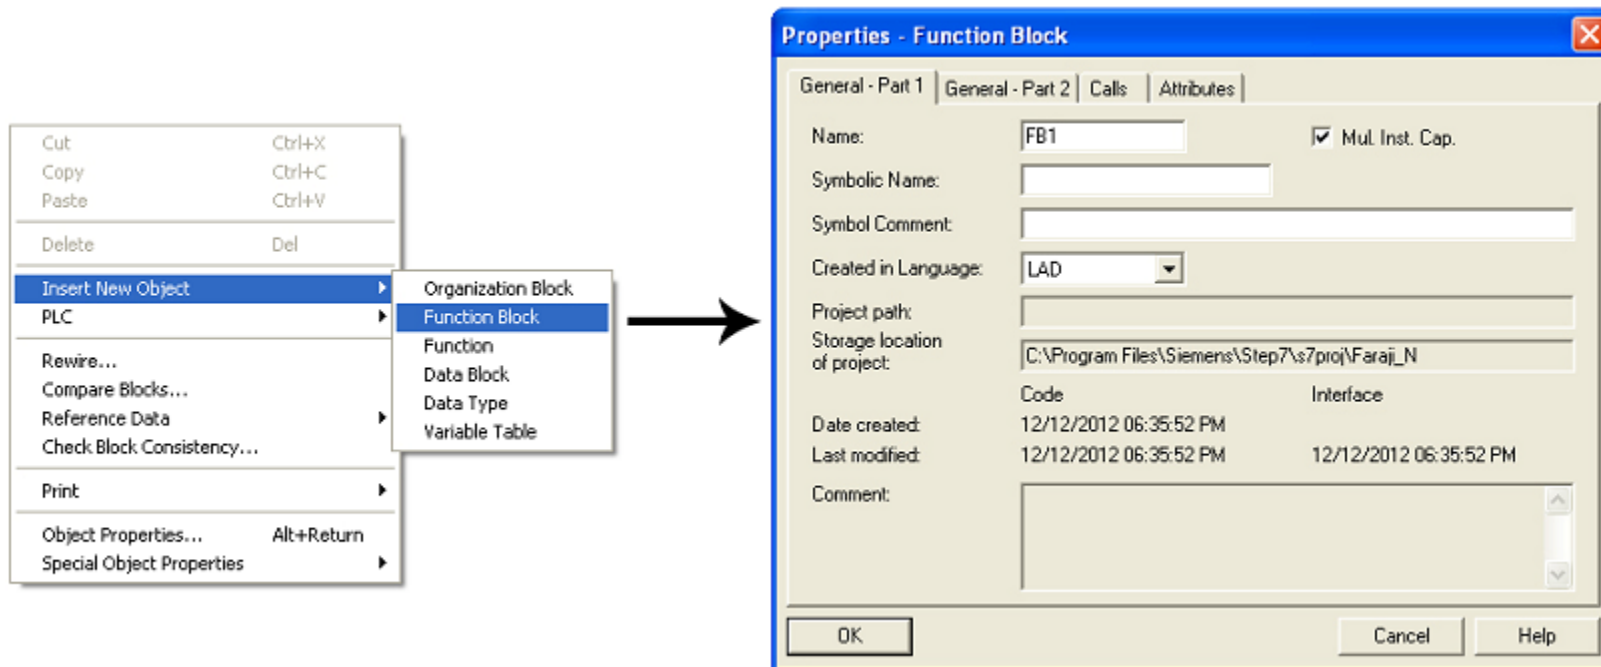 Cut Ctrl+X
Copy Ctrl+C
Paste Ctrl+V
Delete Del
Insert New Object
PLC
Rewire...
Compare Blocks...
Reference Data
Check Block Consistency...
Print
Object Properties... Alt+Return
Special Object Properties
Organization Block
Function Block
Function
Data Block
Data Type
Variable Table
Properties - Function Block
General - Part 1 General - Part 2 Calls Attributes
Name: FB1 Mul. Inst. Cap.
Symbolic Name:
Symbol Comment:
Created in Language: LAD
Project path:
Storage location
of project: C:\Program Files\Siemens\Step7\s7proj\Faraji_N
Code Interface
Date created: 12/12/2012 06:35:52 PM
Last modified: 12/12/2012 06:35:52 PM 12/12/2012 06:35:52 PM
Comment:
OK Cancel Help